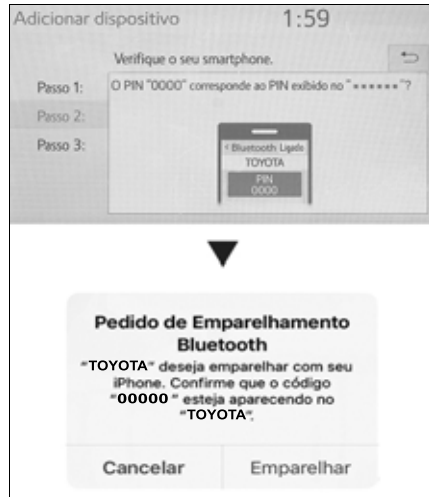 Adicionar dispositivo 1:59
Verifique o seu smartphone.
Passo 1: O PIN "0000" corresponde ao PIN exibido no "******"?
Passo 2:
Passo 3:
< Bluetooth Ligado
TOYOTA
PIN
0000
Pedido de Emparelhamento
Bluetooth
"TOYOTA" deseja emparelhar com seu
iPhone. Confirme que o código
"00000" esteja aparecendo no
"TOYOTA".
Cancelar Emparelhar